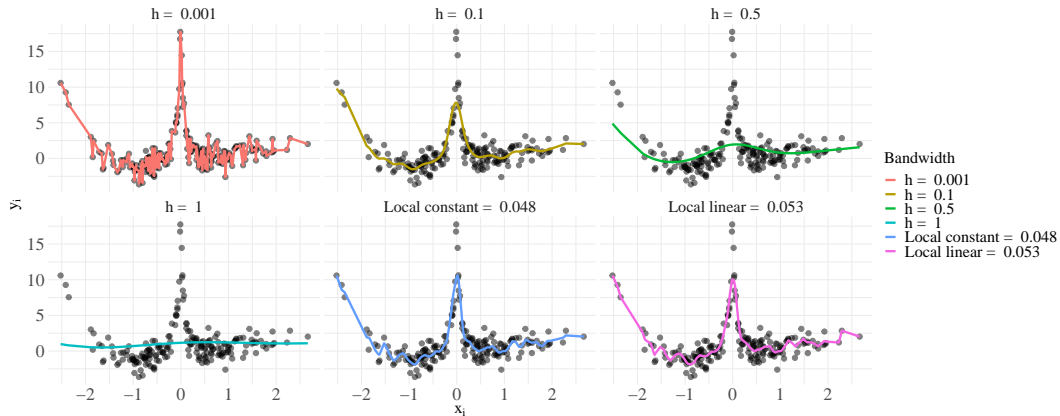 h = 0.001
h = 0.1
h = 0.5
15
10
5
0
y_i
h = 1
Local constant = 0.048
Local linear = 0.053
15
10
5
0
−2 −1 0 1 2
−2 −1 0 1 2
−2 −1 0 1 2
x_i
Bandwidth
h = 0.001
h = 0.1
h = 0.5
h = 1
Local constant = 0.048
Local linear = 0.053